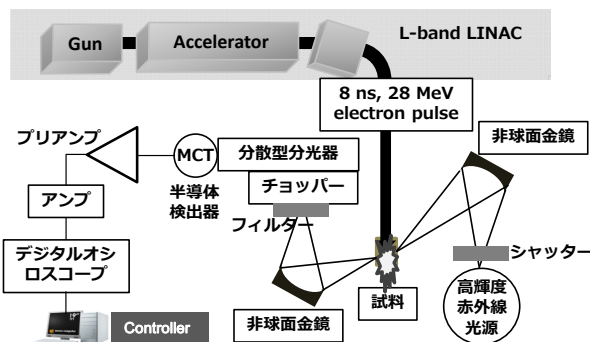 L-band LINAC
Gun
Accelerator
8 ns, 28 MeV
electron pulse
非球面金鏡
プリアンプ
MCT
分散型分光器
チョッパー
半導体
検出器
フィルター
アンプ
シャッター
デジタルオシ
ロスコープ
試料
高輝度
赤外線
光源
非球面金鏡
Controller